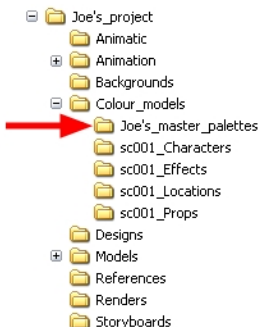 Joe's_project
Animatic
Animation
Backgrounds
Colour_models
Joe's_master_palettes
sc001_Characters
sc001_Effects
sc001_Locations
sc001_Props
Designs
Models
References
Renders
Storyboards